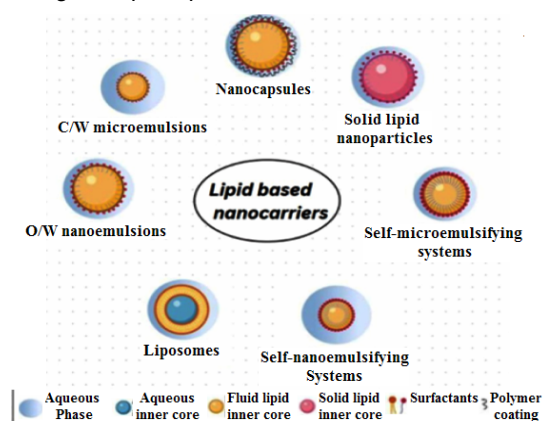 Nanocapsules
C/W microemulsions
Solid lipid
nanoparticles
Lipid based
nanocarriers
O/W nanoemulsions
Self-microemulsifying
systems
Liposomes
Self-nanoemulsifying
Systems
Aqueous
Phase
Aqueous
inner core
Fluid lipid
inner core
Solid lipid
inner core
Surfactants
Polymer
coating